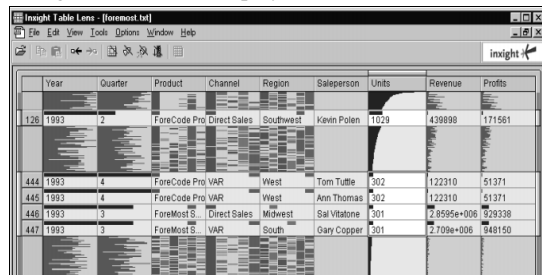 Inxight Table Lens - [foremost.txt]
File Edit View Tools Options Window Help
inxight
Year Quarter Product Channel Region Saleperson Units Revenue Profits
126 1993 2 ForeCode Pro Direct Sales Southwest Kevin Polen 1029 439898 171561
444 1993 4 ForeCode Pro VAR West Tom Tuttle 302 122310 51371
445 1993 4 ForeCode Pro VAR West Ann Thomas 302 122310 51371
446 1993 3 ForeMost S... Direct Sales Midwest Sal Vitatone 301 2.8595e+006 929338
447 1993 3 ForeMost S... VAR South Gary Copper 301 2.709e+006 948150